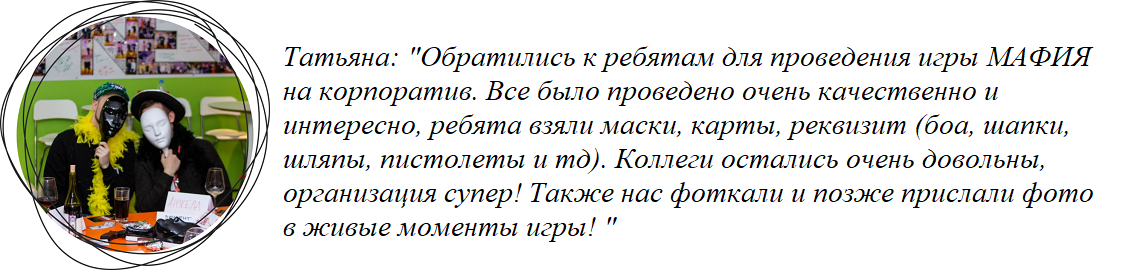 Татьяна: "Обратились к ребятам для проведения игры МАФИЯ
на корпоратив. Все было проведено очень качественно и
интересно, ребята взяли маски, карты, реквизит (боа, шапки,
шляпы, пистолеты и тд). Коллеги остались очень довольны,
организация супер! Также нас фоткали и позже прислали фото
в живые моменты игры! "